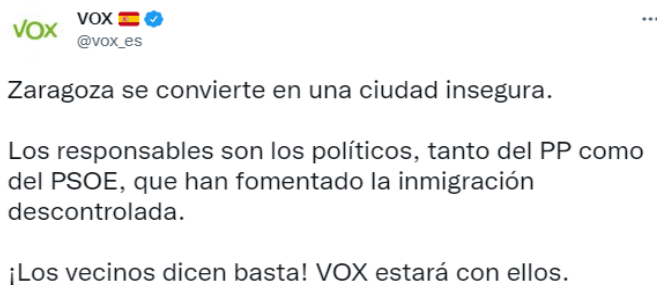 VOX
VOX 🇪🇸
@vox_es
Zaragoza se convierte en una ciudad insegura.
Los responsables son los políticos, tanto del PP como
del PSOE, que han fomentado la inmigración
descontrolada.
¡Los vecinos dicen basta! VOX estará con ellos.